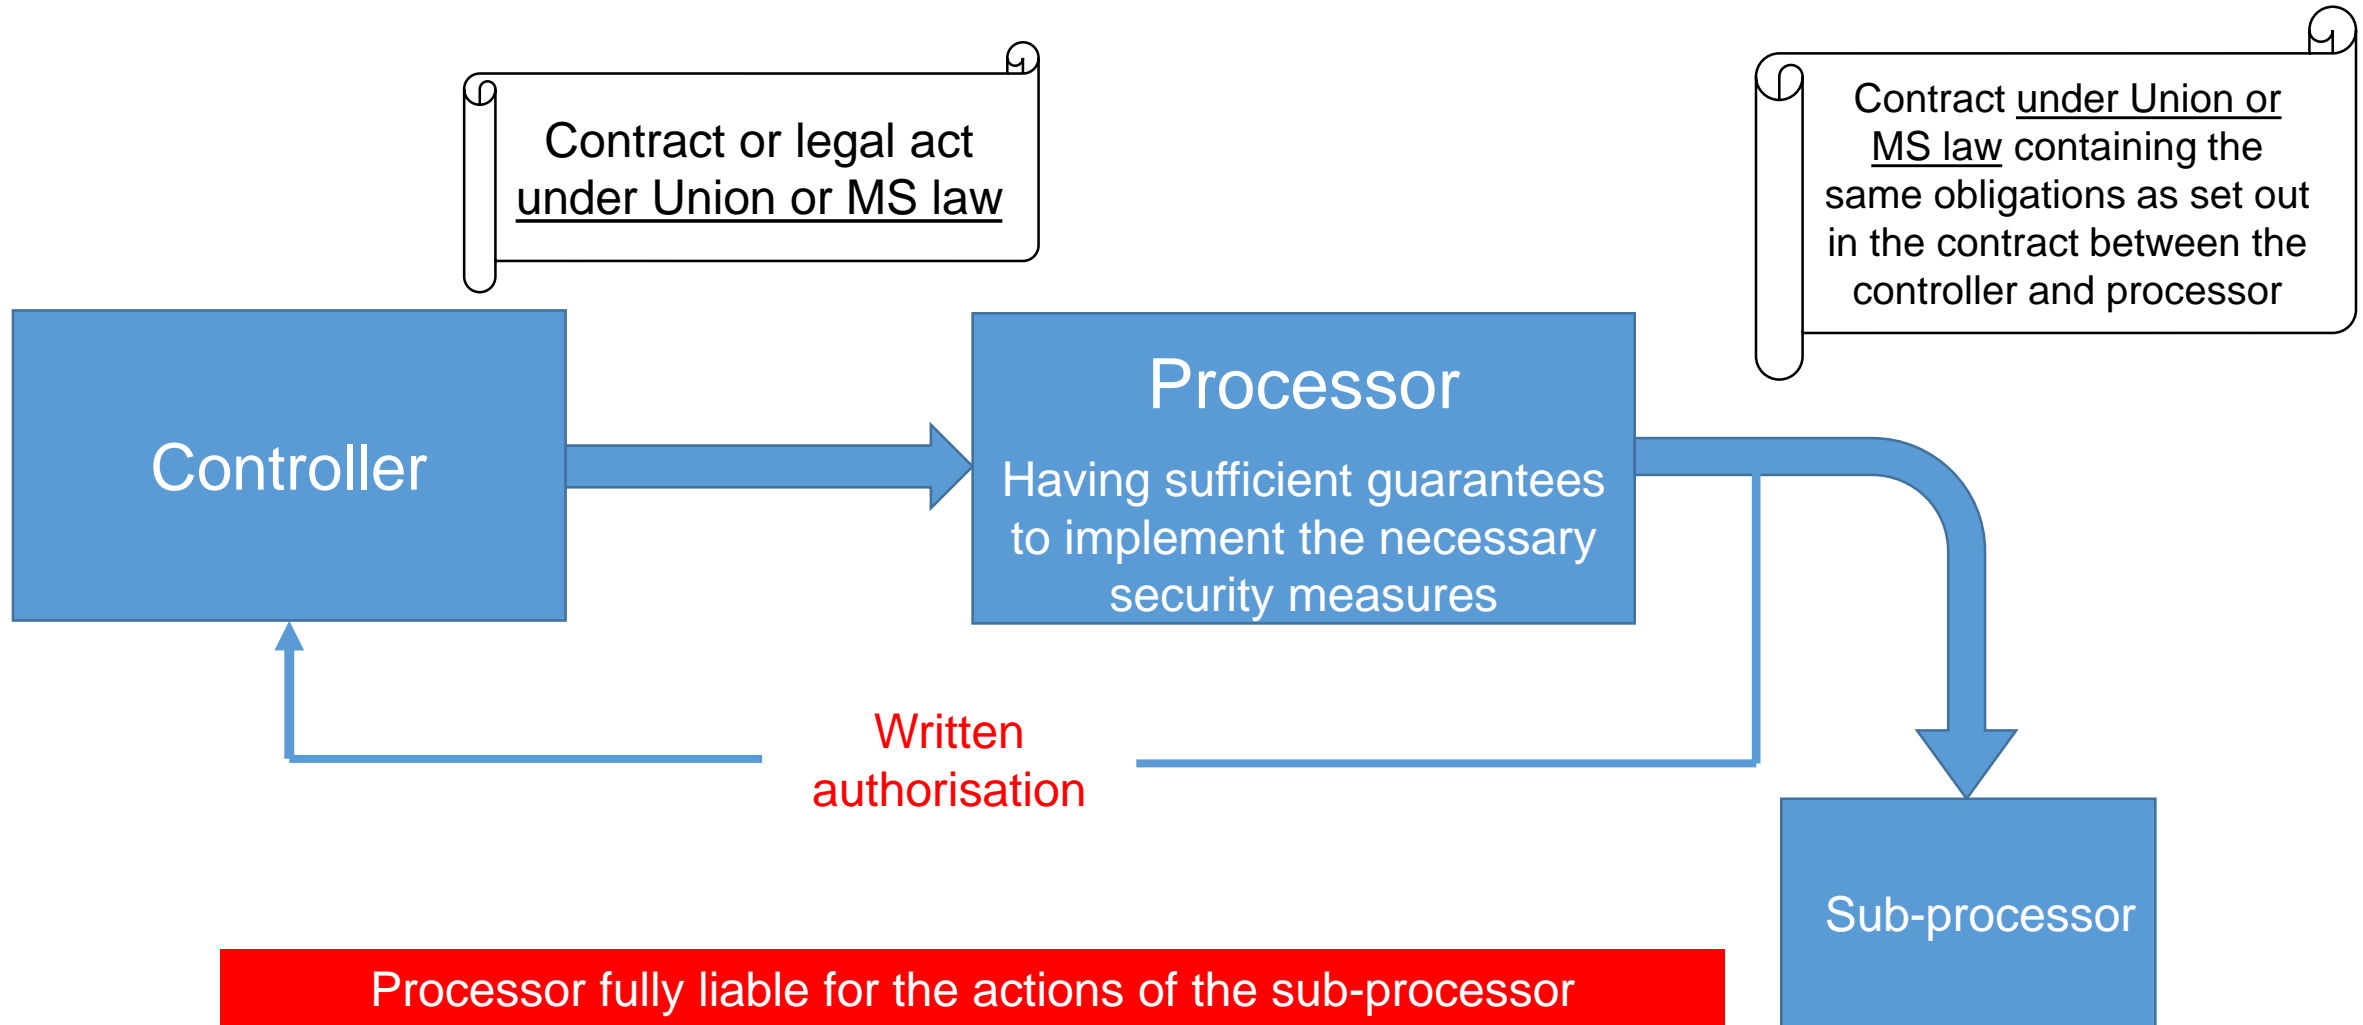 Contract or legal act
under Union or MS law
Contract under Union or
MS law containing the
same obligations as set out
in the contract between the
controller and processor
Controller
Processor
Having sufficient guarantees
to implement the necessary
security measures
Written
authorisation
Sub-processor
Processor fully liable for the actions of the sub-processor